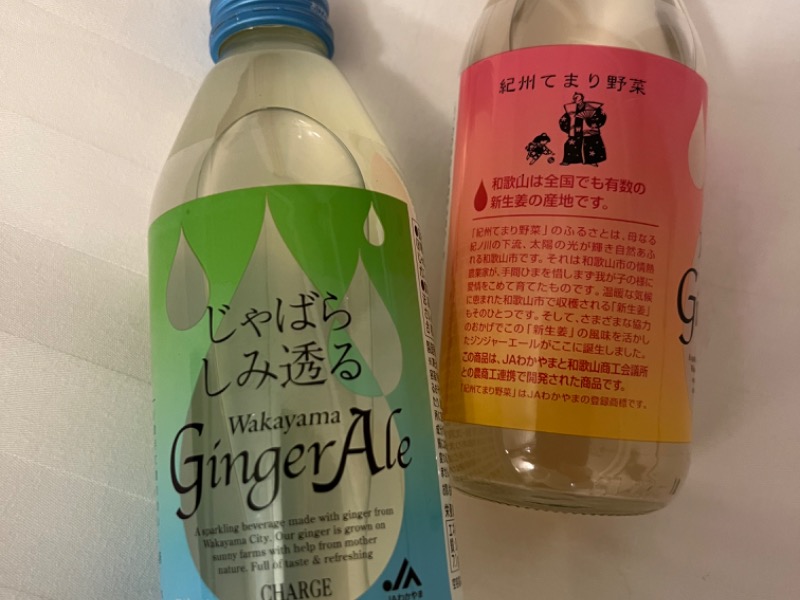 じゃばら
しみ透る
Wakayama
Ginger Ale
A sparkling beverage made with ginger from
Wakayama City. Our ginger is grown on
sunny farms with help from mother
nature. Full of taste & refreshing
CHARGE
JAわかやま
紀州てまり野菜
和歌山は全国でも有数の
新生姜の産地です。
「紀州てまり野菜」のふるさとは、母なる
紀ノ川の下流、太陽の光が輝き自然あふ
れる和歌山市です。それは和歌山市の情熱
農業家が、手間ひまを惜しまず我が子の様に
愛情をこめて育てたものです。温暖な気候
に恵まれた和歌山市で収穫される「新生姜」
もそのひとつです。そして、さまざまな協力
のおかげでこの「新生姜」の風味を活かし
たジンジャーエールがここに誕生しました。
この商品は、JAわかやまと和歌山商工会議所
との農商工連携で開発された商品です。
「紀州てまり野菜」はJAわかやまの登録商標です。